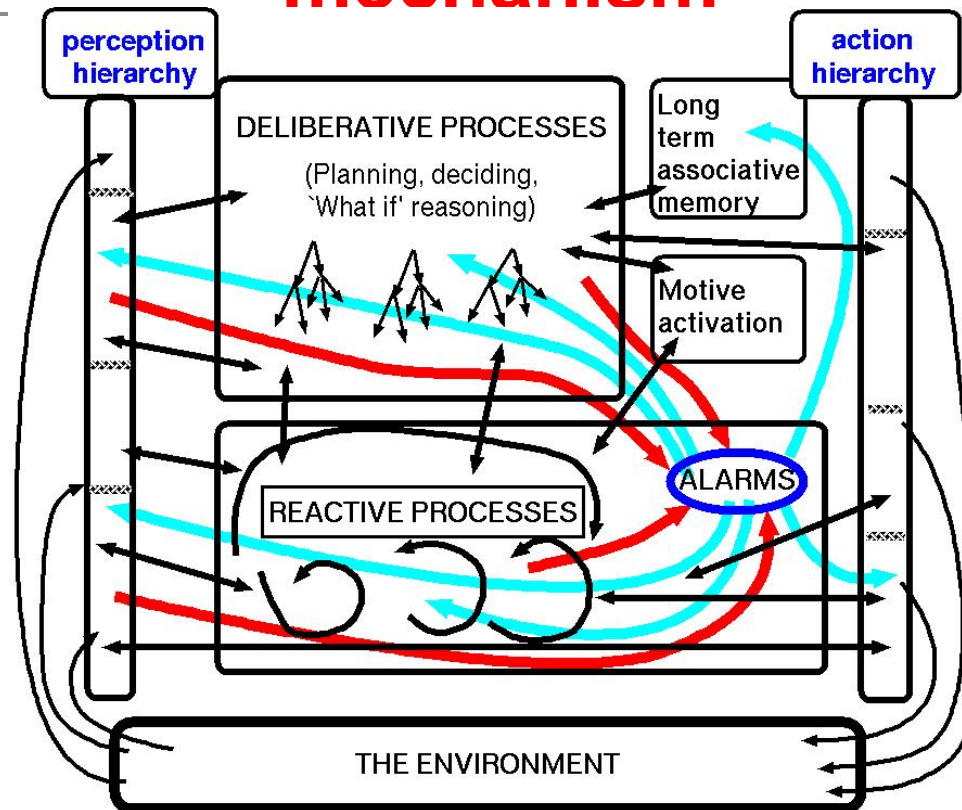 mechanism
perception
hierarchy
action
hierarchy
DELIBERATIVE PROCESSES
(Planning, deciding,
`What if' reasoning)
Long
term
associative
memory
Motive
activation
ALARMS
REACTIVE PROCESSES
THE ENVIRONMENT